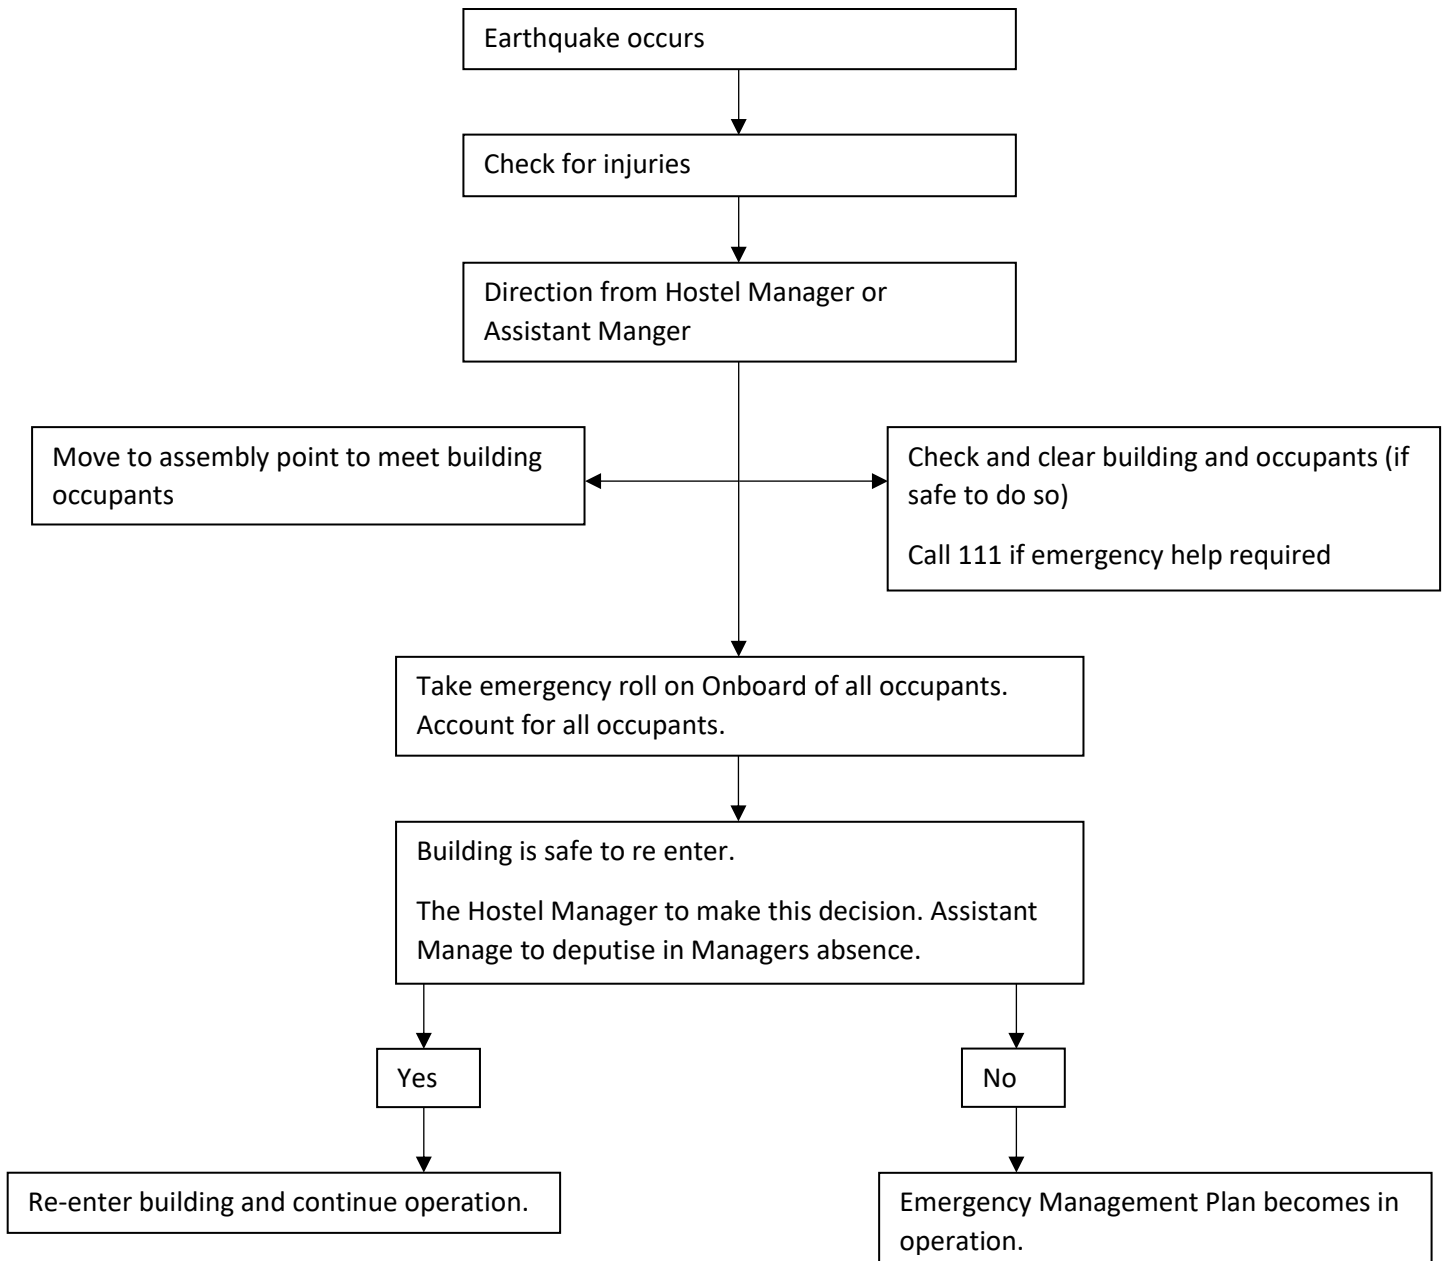 Earthquake occurs
Check for injuries
Direction from Hostel Manager or
Assistant Manger
Move to assembly point to meet building
occupants
Check and clear building and occupants (if
safe to do so)
Call 111 if emergency help required
Take emergency roll on Onboard of all occupants.
Account for all occupants.
Building is safe to re enter.
The Hostel Manager to make this decision. Assistant
Manage to deputise in Managers absence.
Yes
No
Re-enter building and continue operation.
Emergency Management Plan becomes in
operation.